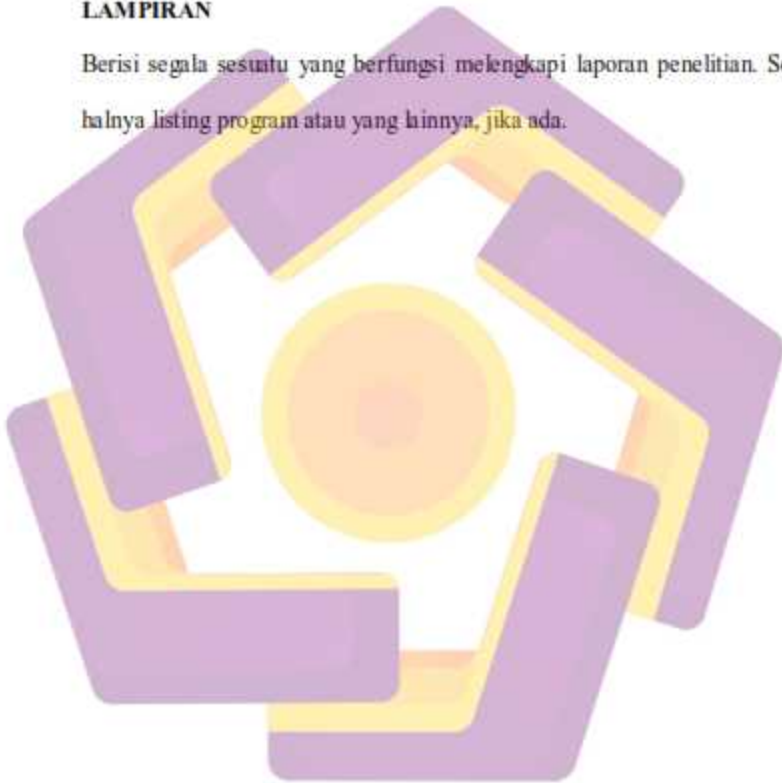 LAMPIRAN
Berisi segala sesuatu yang berfungsi melengkapi laporan penelitian.
halnya listing program atau yang lainnya, jika ada.